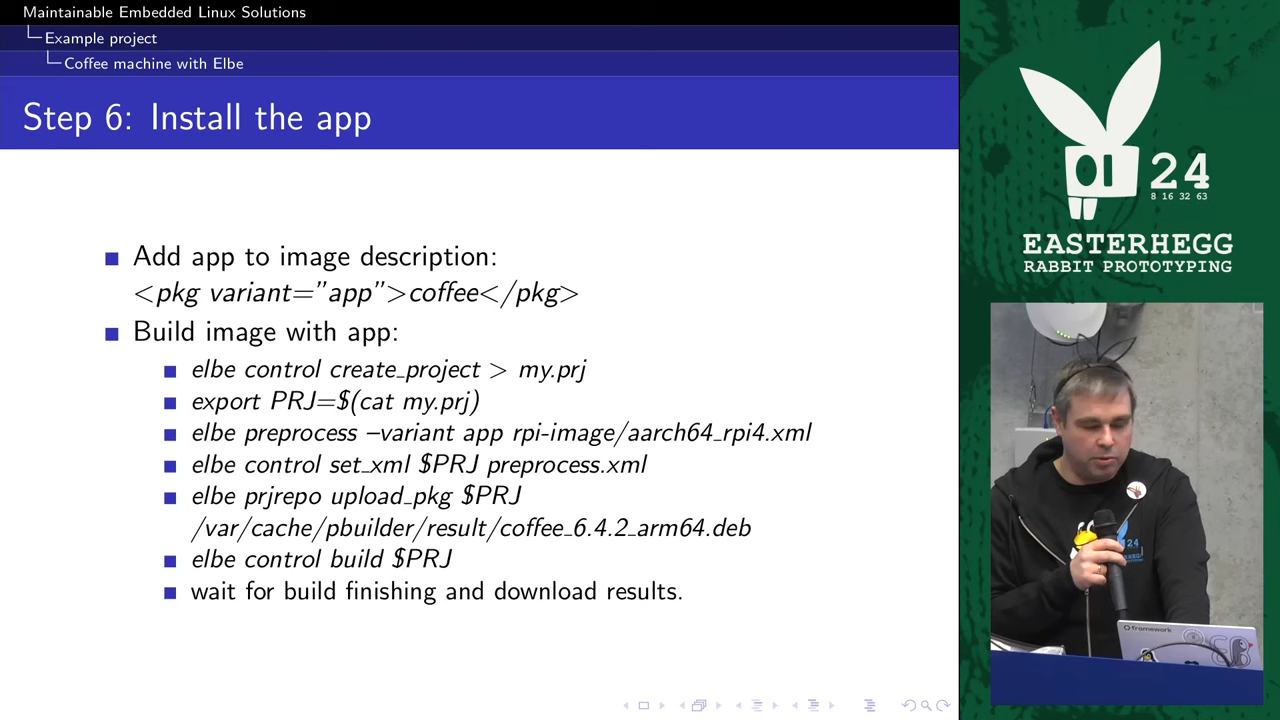 Maintainable Embedded Linux Solutions
Example project
Coffee machine with Elbe
Step 6: Install the app
Add app to image description:
<pkg variant="app">coffee</pkg>
Build image with app:
elbe control create_project > my.prj
export PRJ=$(cat my.prj)
elbe preprocess –variant app rpi-image/aarch64_rpi4.xml
elbe control set_xml $PRJ preprocess.xml
elbe prjrepo upload_pkg $PRJ
/var/cache/pbuilder/result/coffee_6.4.2_arm64.deb
elbe control build $PRJ
wait for build finishing and download results.
24
8 16 32 63
EASTERHEGG
RABBIT PROTOTYPING
24
framework